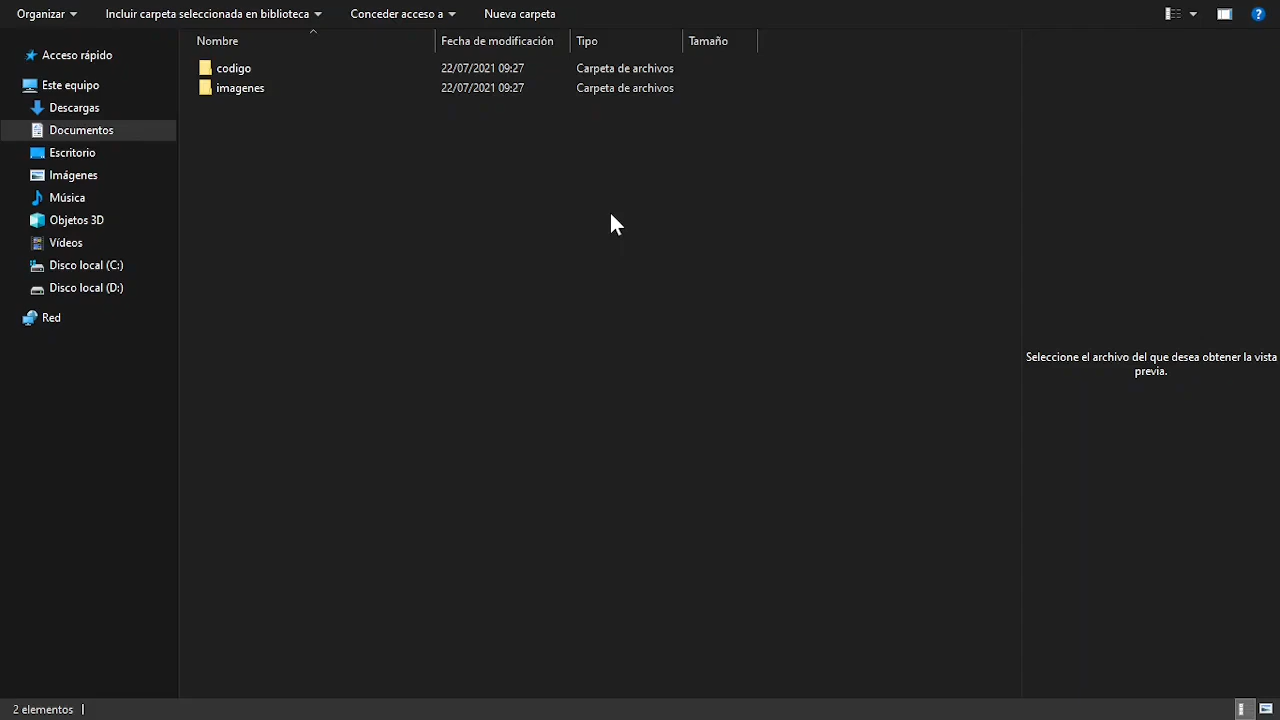 Organizar Incluir carpeta seleccionada en biblioteca Conceder acceso a Nueva carpeta ?
Nombre Fecha de modificación Tipo Tamaño
codigo 22/07/2021 09:27 Carpeta de archivos
imagenes 22/07/2021 09:27 Carpeta de archivos
Acceso rápido
Este equipo
Descargas
Documentos
Escritorio
Imágenes
Música
Objetos 3D
Vídeos
Disco local (C:)
Disco local (D:)
Red
Seleccione el archivo del que desea obtener la vista
previa.
2 elementos